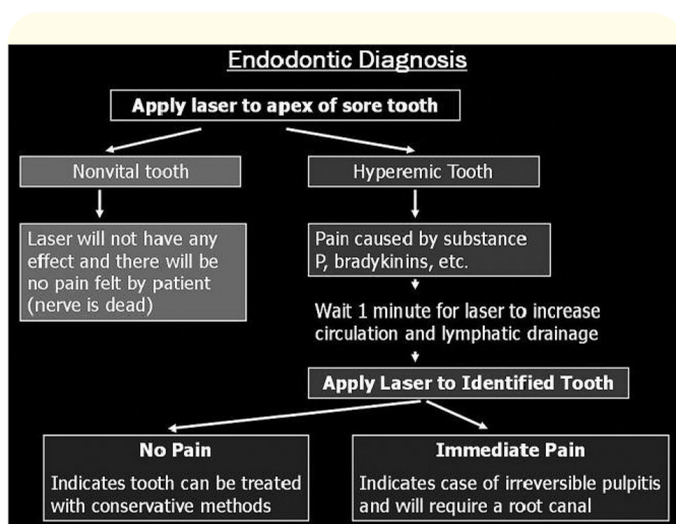 Endodontic Diagnosis
Apply laser to apex of sore tooth
Nonvital tooth
Hyperemic Tooth
Laser will not have any
effect and there will be
no pain felt by patient
(nerve is dead)
Pain caused by substance
P, bradykinins, etc.
Wait 1 minute for laser to increase
circulation and lymphatic drainage
Apply Laser to Identified Tooth
No Pain
Indicates tooth can be treated
with conservative methods
Immediate Pain
Indicates case of irreversible pulpitis
and will require a root canal